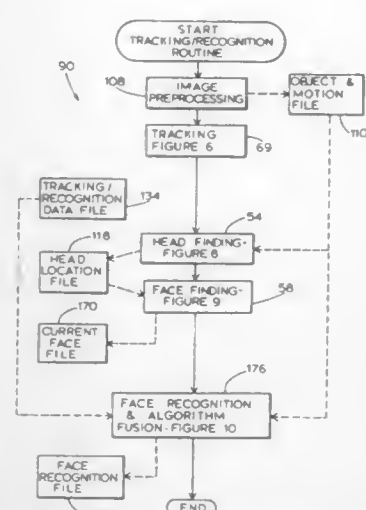 START
TRACKING/RECOGNITION
ROUTINE
90
108
IMAGE
PREPROCESSING
OBJECT &
MOTION
FILE
110
TRACKING
FIGURE 6
69
TRACKING/
RECOGNITION
DATA FILE
134
118
HEAD
LOCATION
FILE
54
HEAD FINDING-
FIGURE 8
FACE FINDING-
FIGURE 9
58
170
CURRENT
FACE
FILE
176
FACE RECOGNITION
& ALGORITHM
FUSION-FIGURE 10
FACE
RECOGNITION
FILE
END